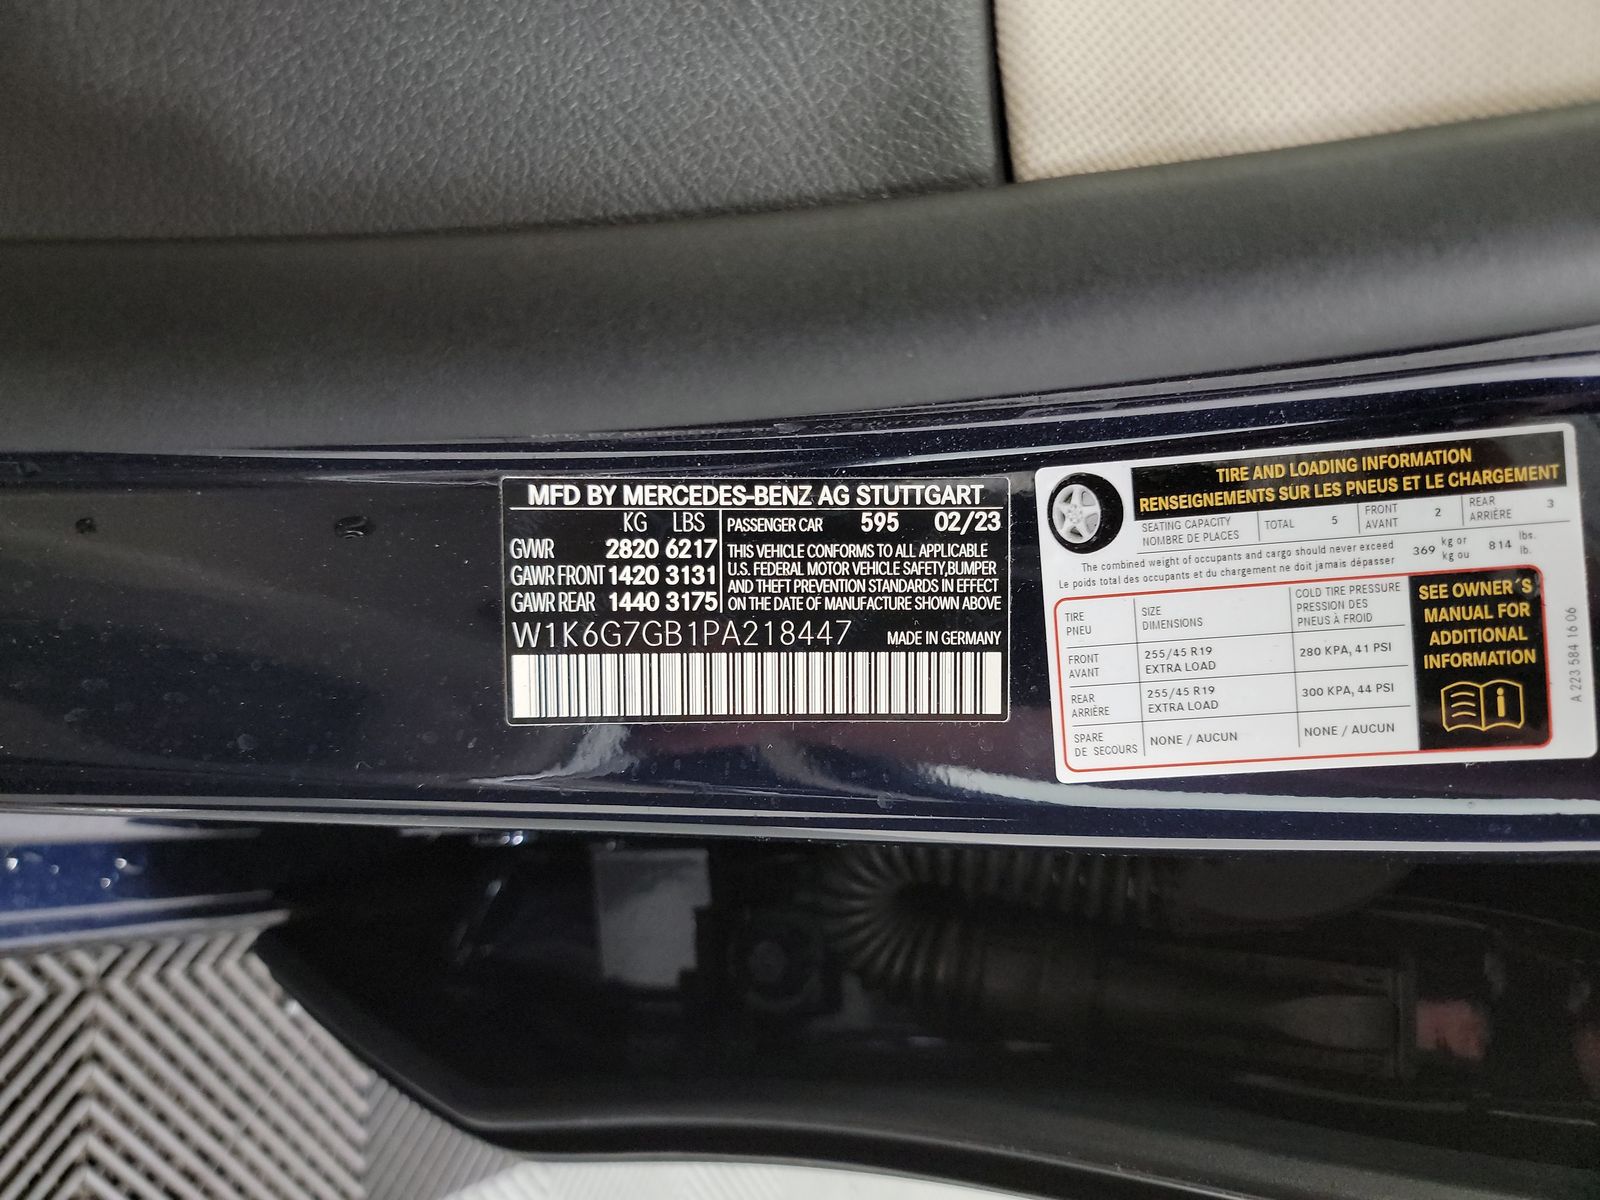 MFD BY MERCEDES-BENZ AG STUTTGART
KG LBS
GVWR 2820 6217
GAWR FRONT 1420 3131
GAWR REAR 1440 3175
PASSENGER CAR 595 02/23
THIS VEHICLE CONFORMS TO ALL APPLICABLE
U.S. FEDERAL MOTOR VEHICLE SAFETY,BUMPER
AND THEFT PREVENTION STANDARDS IN EFFECT
ON THE DATE OF MANUFACTURE SHOWN ABOVE
W1K6G7GB1PA218447 MADE IN GERMANY
TIRE AND LOADING INFORMATION
RENSEIGNEMENTS SUR LES PNEUS ET LE CHARGEMENT
SEATING CAPACITY
NOMBRE DE PLACES
TOTAL 5
FRONT
AVANT
2
REAR
ARRIÈRE
3
The combined weight of occupants and cargo should never exceed
Le poids total des occupants et du chargement ne doit jamais dépasser
369 kg or
kg ou
814 lbs.
lb.
TIRE
PNEU
SIZE
DIMENSIONS
COLD TIRE PRESSURE
PRESSION DES
PNEUS À FROID
FRONT
AVANT
255/45 R19
EXTRA LOAD
280 KPA, 41 PSI
REAR
ARRIÈRE
255/45 R19
EXTRA LOAD
300 KPA, 44 PSI
SPARE
DE SECOURS
NONE / AUCUN
NONE / AUCUN
SEE OWNER´S
MANUAL FOR
ADDITIONAL
INFORMATION
A 223 584 16 06